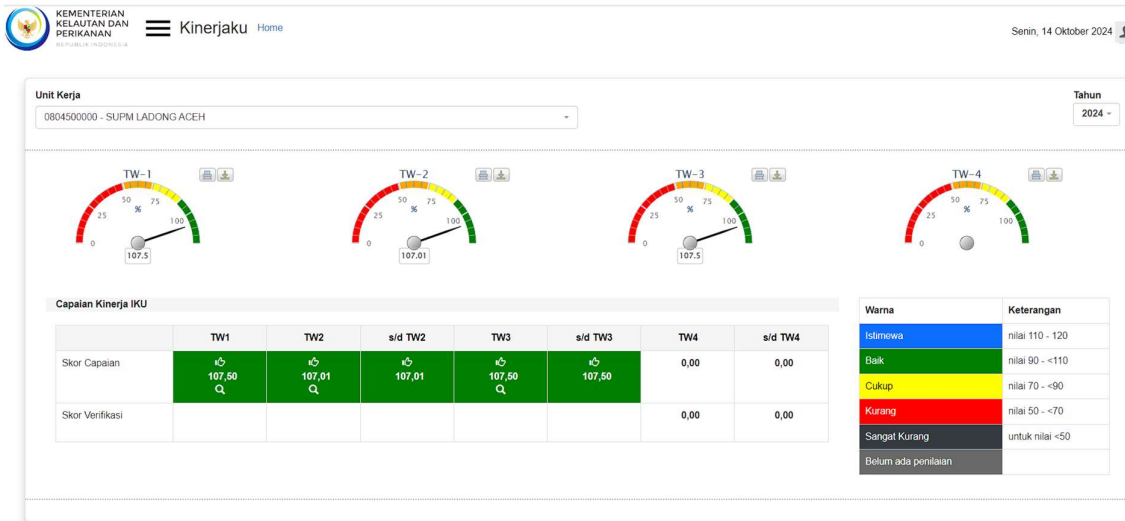 KEMENTERIAN
KELAUTAN DAN
PERIKANAN
REPUBLIK INDONESIA
Kinerjaku Home
Senin, 14 Oktober 2024
Unit Kerja
0804500000 - SUPM LADONG ACEH
Tahun
2024
TW-1
0 25 50 75 100
%
107.5
TW-2
0 25 50 75 100
%
107.01
TW-3
0 25 50 75 100
%
107.5
TW-4
0 25 50 75 100
%
Capaian Kinerja IKU
TW1 TW2 s/d TW2 TW3 s/d TW3 TW4 s/d TW4
Skor Capaian 107,50 107,01 107,01 107,50 107,50 0,00 0,00
Skor Verifikasi 0,00 0,00
Warna Keterangan
Istimewa nilai 110 - 120
Baik nilai 90 - <110
Cukup nilai 70 - <90
Kurang nilai 50 - <70
Sangat Kurang untuk nilai <50
Belum ada penilaian